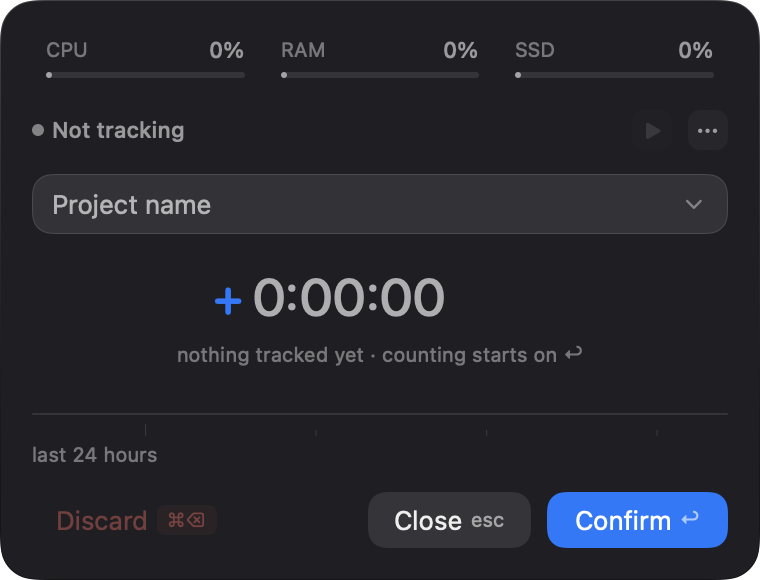 CPU 0% RAM 0% SSD 0%
Not tracking
Project name
+ 0:00:00
nothing tracked yet · counting starts on ↩
last 24 hours
Discard ⌘⌫ Close esc Confirm ↩